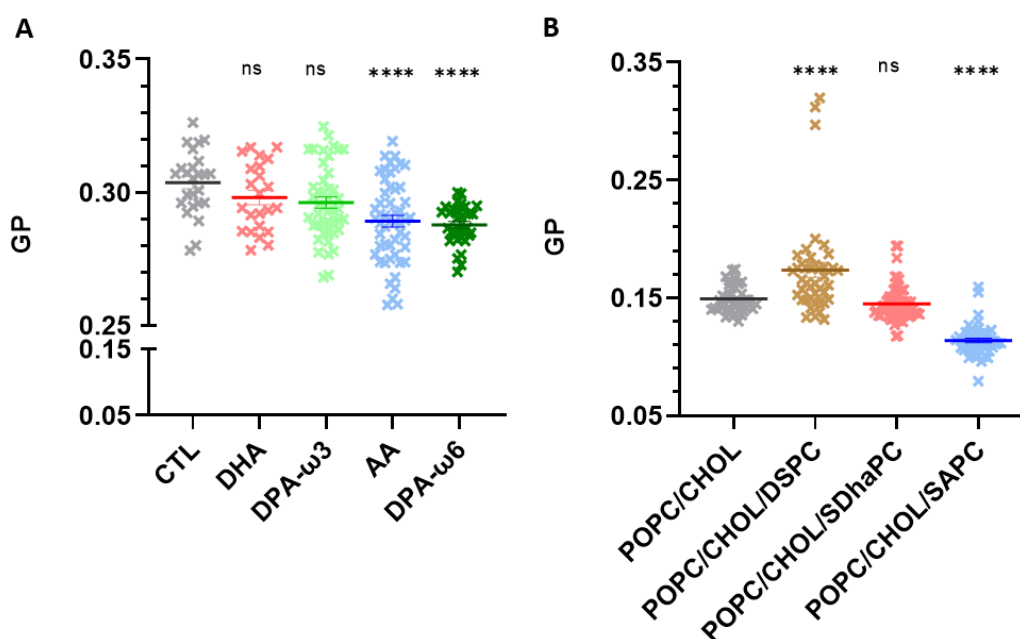 A
GP
0.35
0.30
0.25
0.15
0.05
ns
ns
****
****
CTL
DHA
DPA-ω3
AA
DPA-ω6
B
GP
0.35
0.25
0.15
0.05
****
ns
****
POPC/CHOL
POPC/CHOL/DSPC
POPC/CHOL/SDhaPC
POPC/CHOL/SAPC